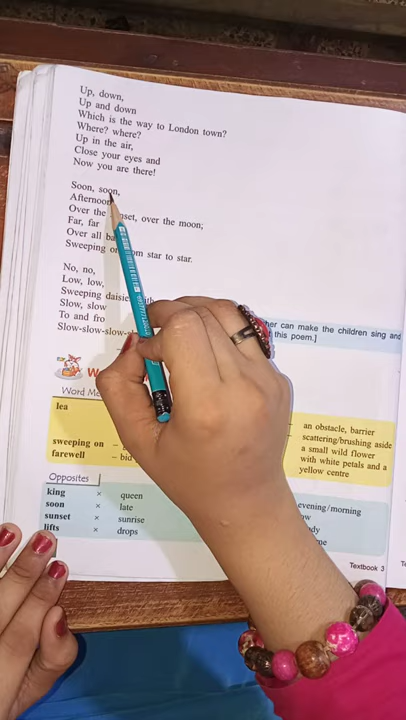 Up, down,
Up and down
Which is the way to London town?
Where? where?
Up in the air,
Close your eyes and
Now you are there!
Soon, soon,
Afternoon
Over the sunset, over the moon;
Far, far
Over all
Sweeping on from star to star.
No, no,
Low, low,
Sweeping daisies with
Slow, slow
To and fro
Slow-slow-slow-
her can make the children sing and
this poem.]
Word
lea
an obstacle, barrier
scattering/brushing aside
sweeping on –
a small wild flower
farewell – bid
with white petals and a
yellow centre
Opposites
king × queen
evening/morning
soon × late
sunset × sunrise
lifts × drops
Textbook 3